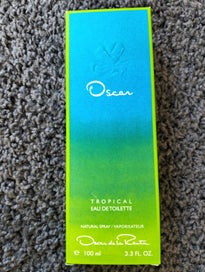 Oscar
TROPICAL
EAU DE TOILETTE
NATURAL SPRAY / VAPORISATEUR
Oscar de la Renta
100 ml 3.3 FL. OZ.